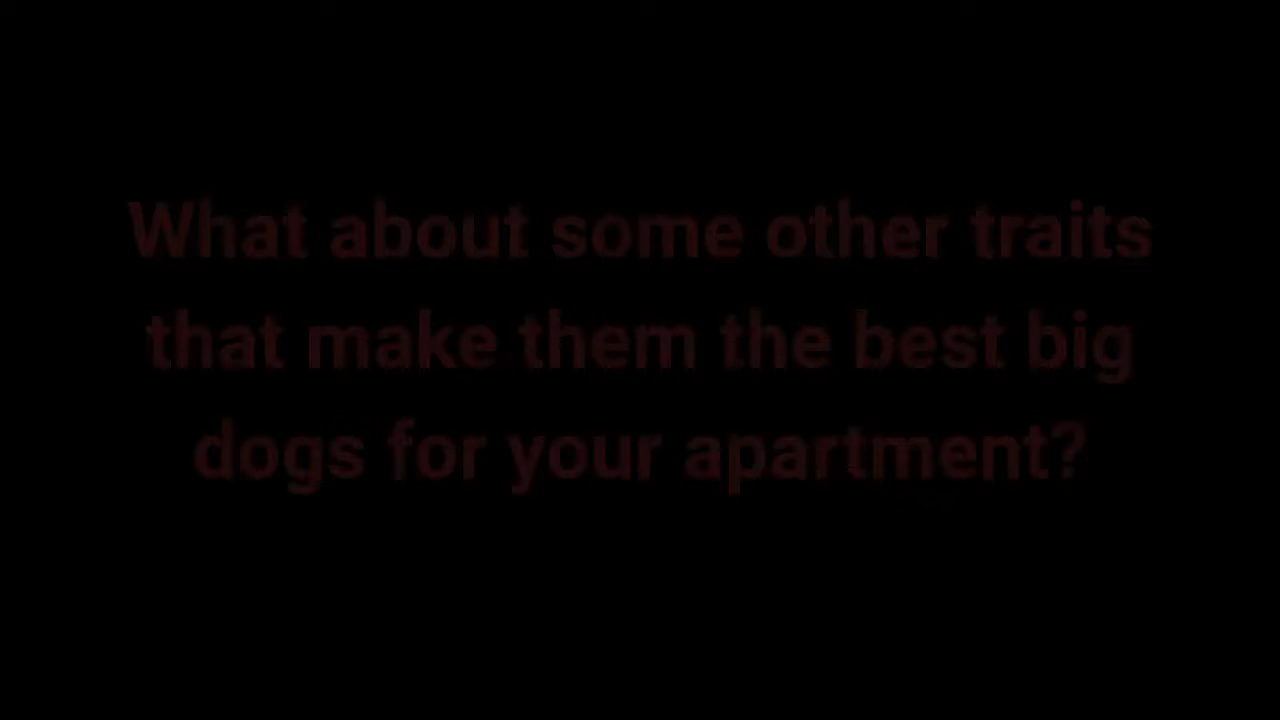 What about some other traits
that make them the best big
dogs for your apartment?